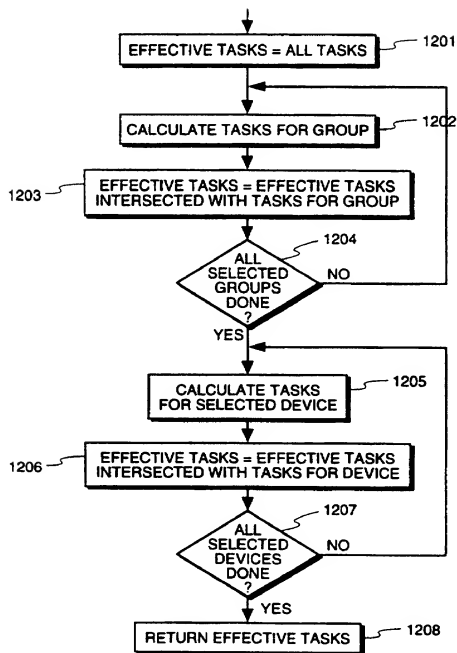 EFFECTIVE TASKS = ALL TASKS
1201
CALCULATE TASKS FOR GROUP
1202
1203
EFFECTIVE TASKS = EFFECTIVE TASKS
INTERSECTED WITH TASKS FOR GROUP
1204
ALL
SELECTED
GROUPS
DONE
?
NO
YES
CALCULATE TASKS
FOR SELECTED DEVICE
1205
1206
EFFECTIVE TASKS = EFFECTIVE TASKS
INTERSECTED WITH TASKS FOR DEVICE
1207
ALL
SELECTED
DEVICES
DONE
?
NO
YES
RETURN EFFECTIVE TASKS
1208